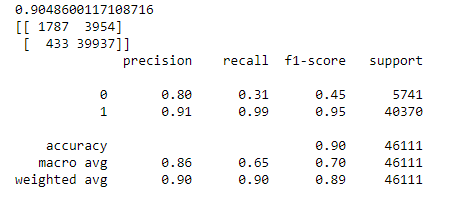 0.9048600117108716
[[ 1787  3954]
 [  433 39937]]
              precision    recall  f1-score   support

           0       0.80      0.31      0.45      5741
           1       0.91      0.99      0.95     40370

    accuracy                           0.90     46111
   macro avg       0.86      0.65      0.70     46111
weighted avg       0.90      0.90      0.89     46111